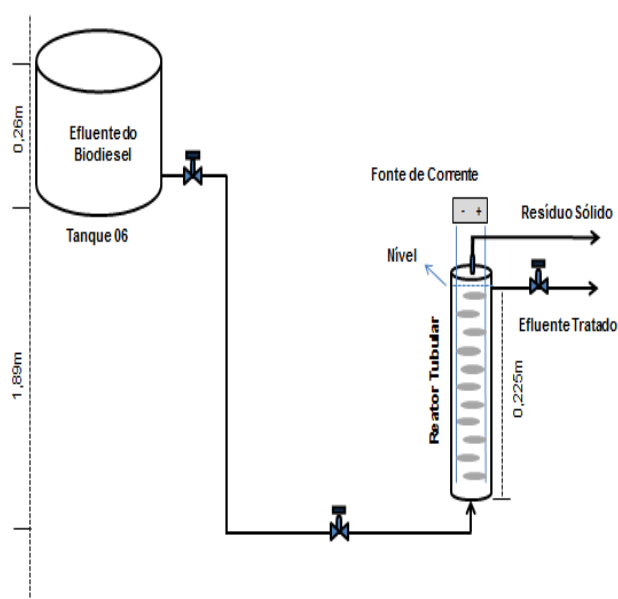 0,26m
Efluente do
Biodiesel
Tanque 06
1,89m
Fonte de Corrente
- +
Resíduo Sólido
Nível
Efluente Tratado
Reator Tubular
0,225m